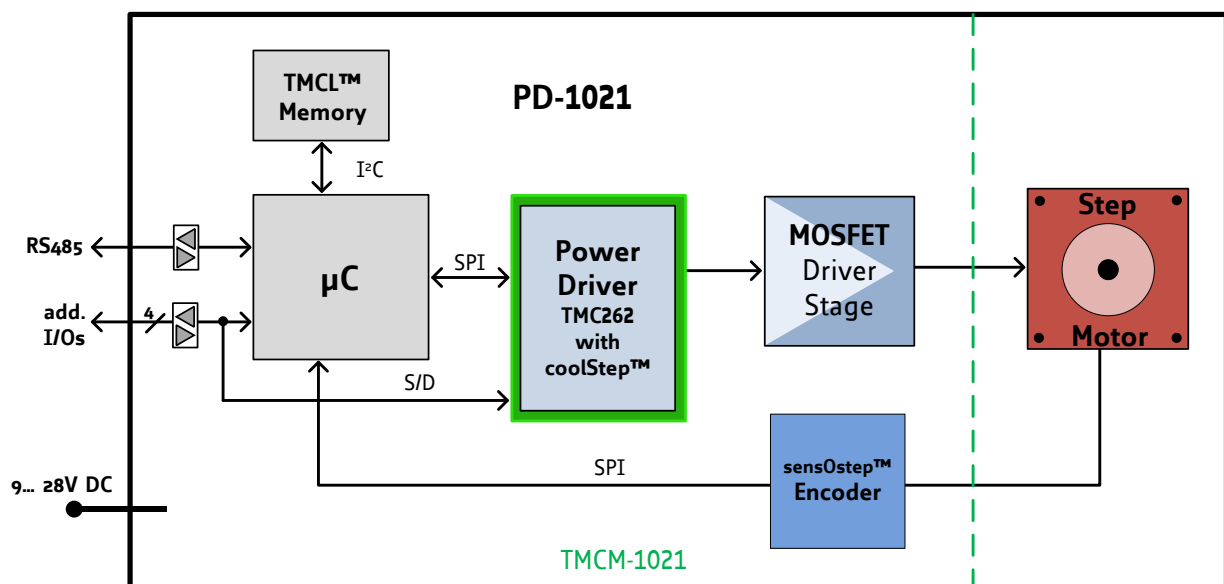 TMCL™
Memory
PD-1021
I²C
RS485
µC
SPI
Power
Driver
TMC262
with
coolStep™
MOSFET
Driver
Stage
Step
Motor
add.
I/Os
4
S/D
SPI
sensOstep™
Encoder
9... 28V DC
TMCM-1021